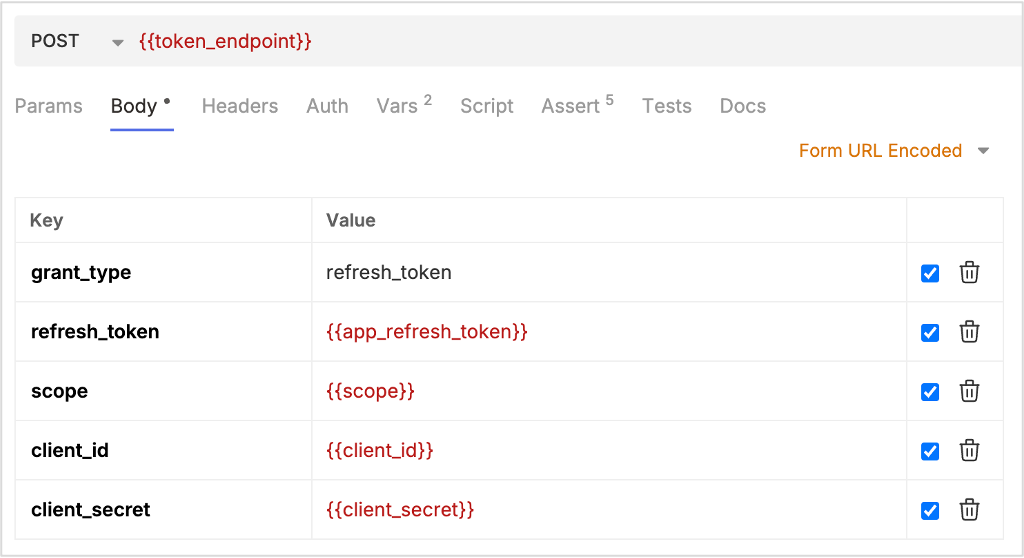 POST {{token_endpoint}}
Params Body Headers Auth Vars 2 Script Assert 5 Tests Docs
Form URL Encoded
Key Value
grant_type refresh_token
refresh_token {{app_refresh_token}}
scope {{scope}}
client_id {{client_id}}
client_secret {{client_secret}}